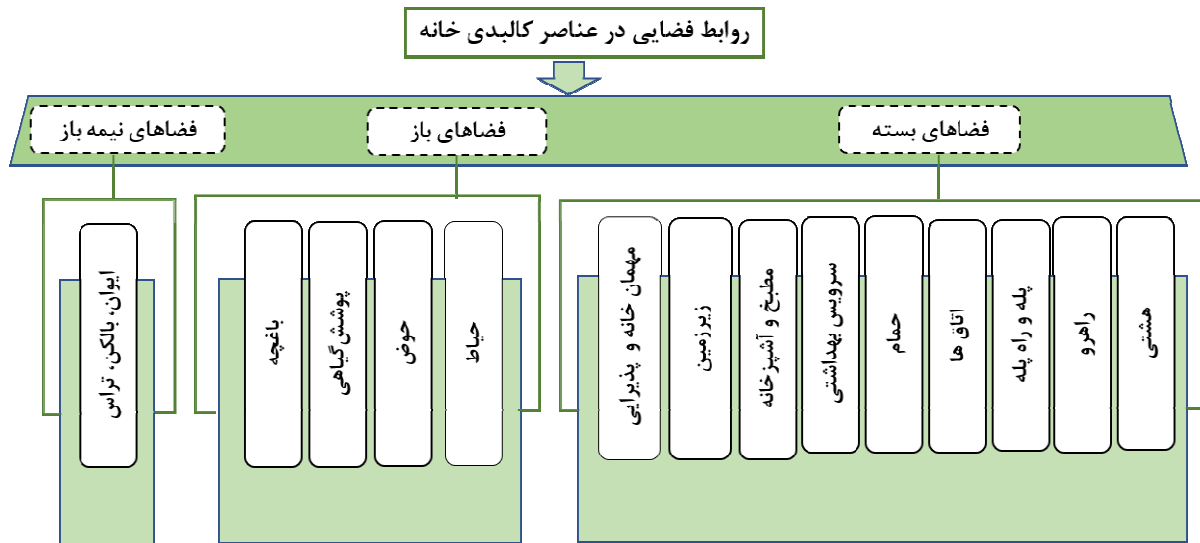 روابط فضایی در عناصر کالبدی خانه
فضاهای بسته
فضاهای باز
فضاهای نیمه باز
هشتی
راهرو
پله و راه پله
اتاق ها
حمام
سرویس بهداشتی
مطبخ و آشپزخانه
زیرزمین
مهمان خانه و پذیرایی
حیاط
حوض
پوشش گیاهی
باغچه
ایوان، بالکن، تراس